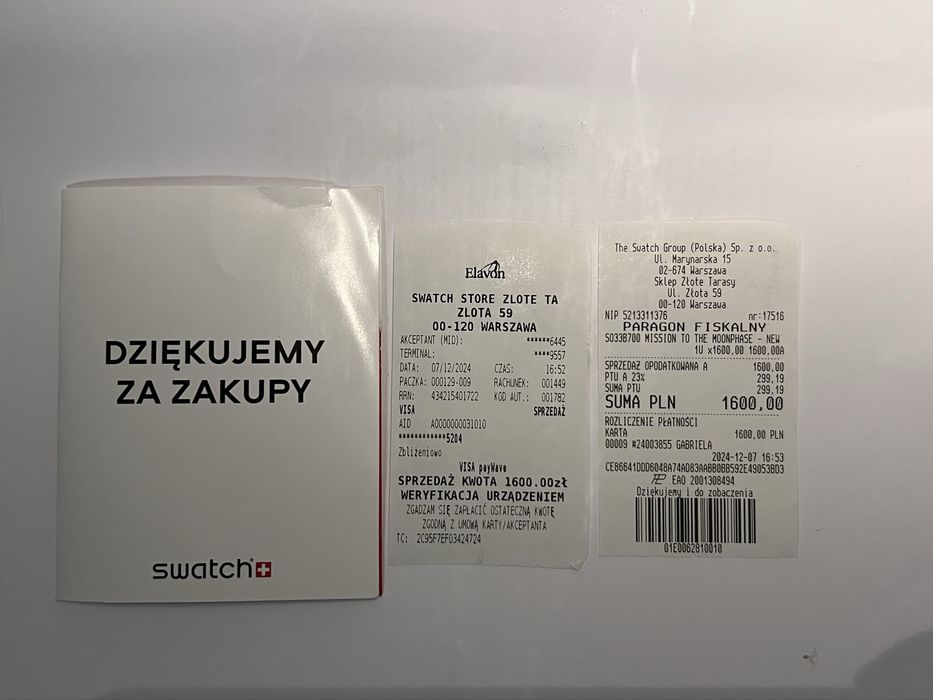 DZIĘKUJEMY
ZA ZAKUPY
swatch
Elavon
SWATCH STORE ZLOTE TA
ZLOTA 59
00-120 WARSZAWA
AKCEPTANT (MID): ******6445
TERMINAL: ****9557
DATA: 07/12/2024 CZAS: 16:52
PACZKA: 000129-009 RACHUNEK: 001449
RRN: 434215401722 KOD AUT.: 001782
VISA SPRZEDAŻ
AID A0000000031010
************5204
Zbliżeniowo
VISA payWave
SPRZEDAŻ KWOTA 1600.00zł
WERYFIKACJA URZĄDZENIEM
ZGADZAM SIĘ ZAPŁACIĆ OSTATECZNĄ KWOTĘ
ZGODNĄ Z UMOWĄ KARTY/AKCEPTANTA
TC: 2C95F7EF03424724
The Swatch Group (Polska) Sp. z o.o.
Ul. Marynarska 15
02-674 Warszawa
Sklep Złote Tarasy
Ul. Złota 59
00-120 Warszawa
NIP 5213311376 nr:17516
PARAGON FISKALNY
SO33B700 MISSION TO THE MOONPHASE - NEW
1U x1600,00 1600,00A
SPRZEDAŻ OPODATKOWANA A 1600,00
PTU A 23% 299,19
SUMA PTU 299,19
SUMA PLN 1600,00
ROZLICZENIE PŁATNOŚCI
KARTA 1600,00 PLN
00009 #24003855 GABRIELA
2024-12-07 16:53
CE86641DDD6048A74AD83AABB0BB592E49053BD3
EAO 2001308494
Dziękujemy i do zobaczenia
01E0062810010